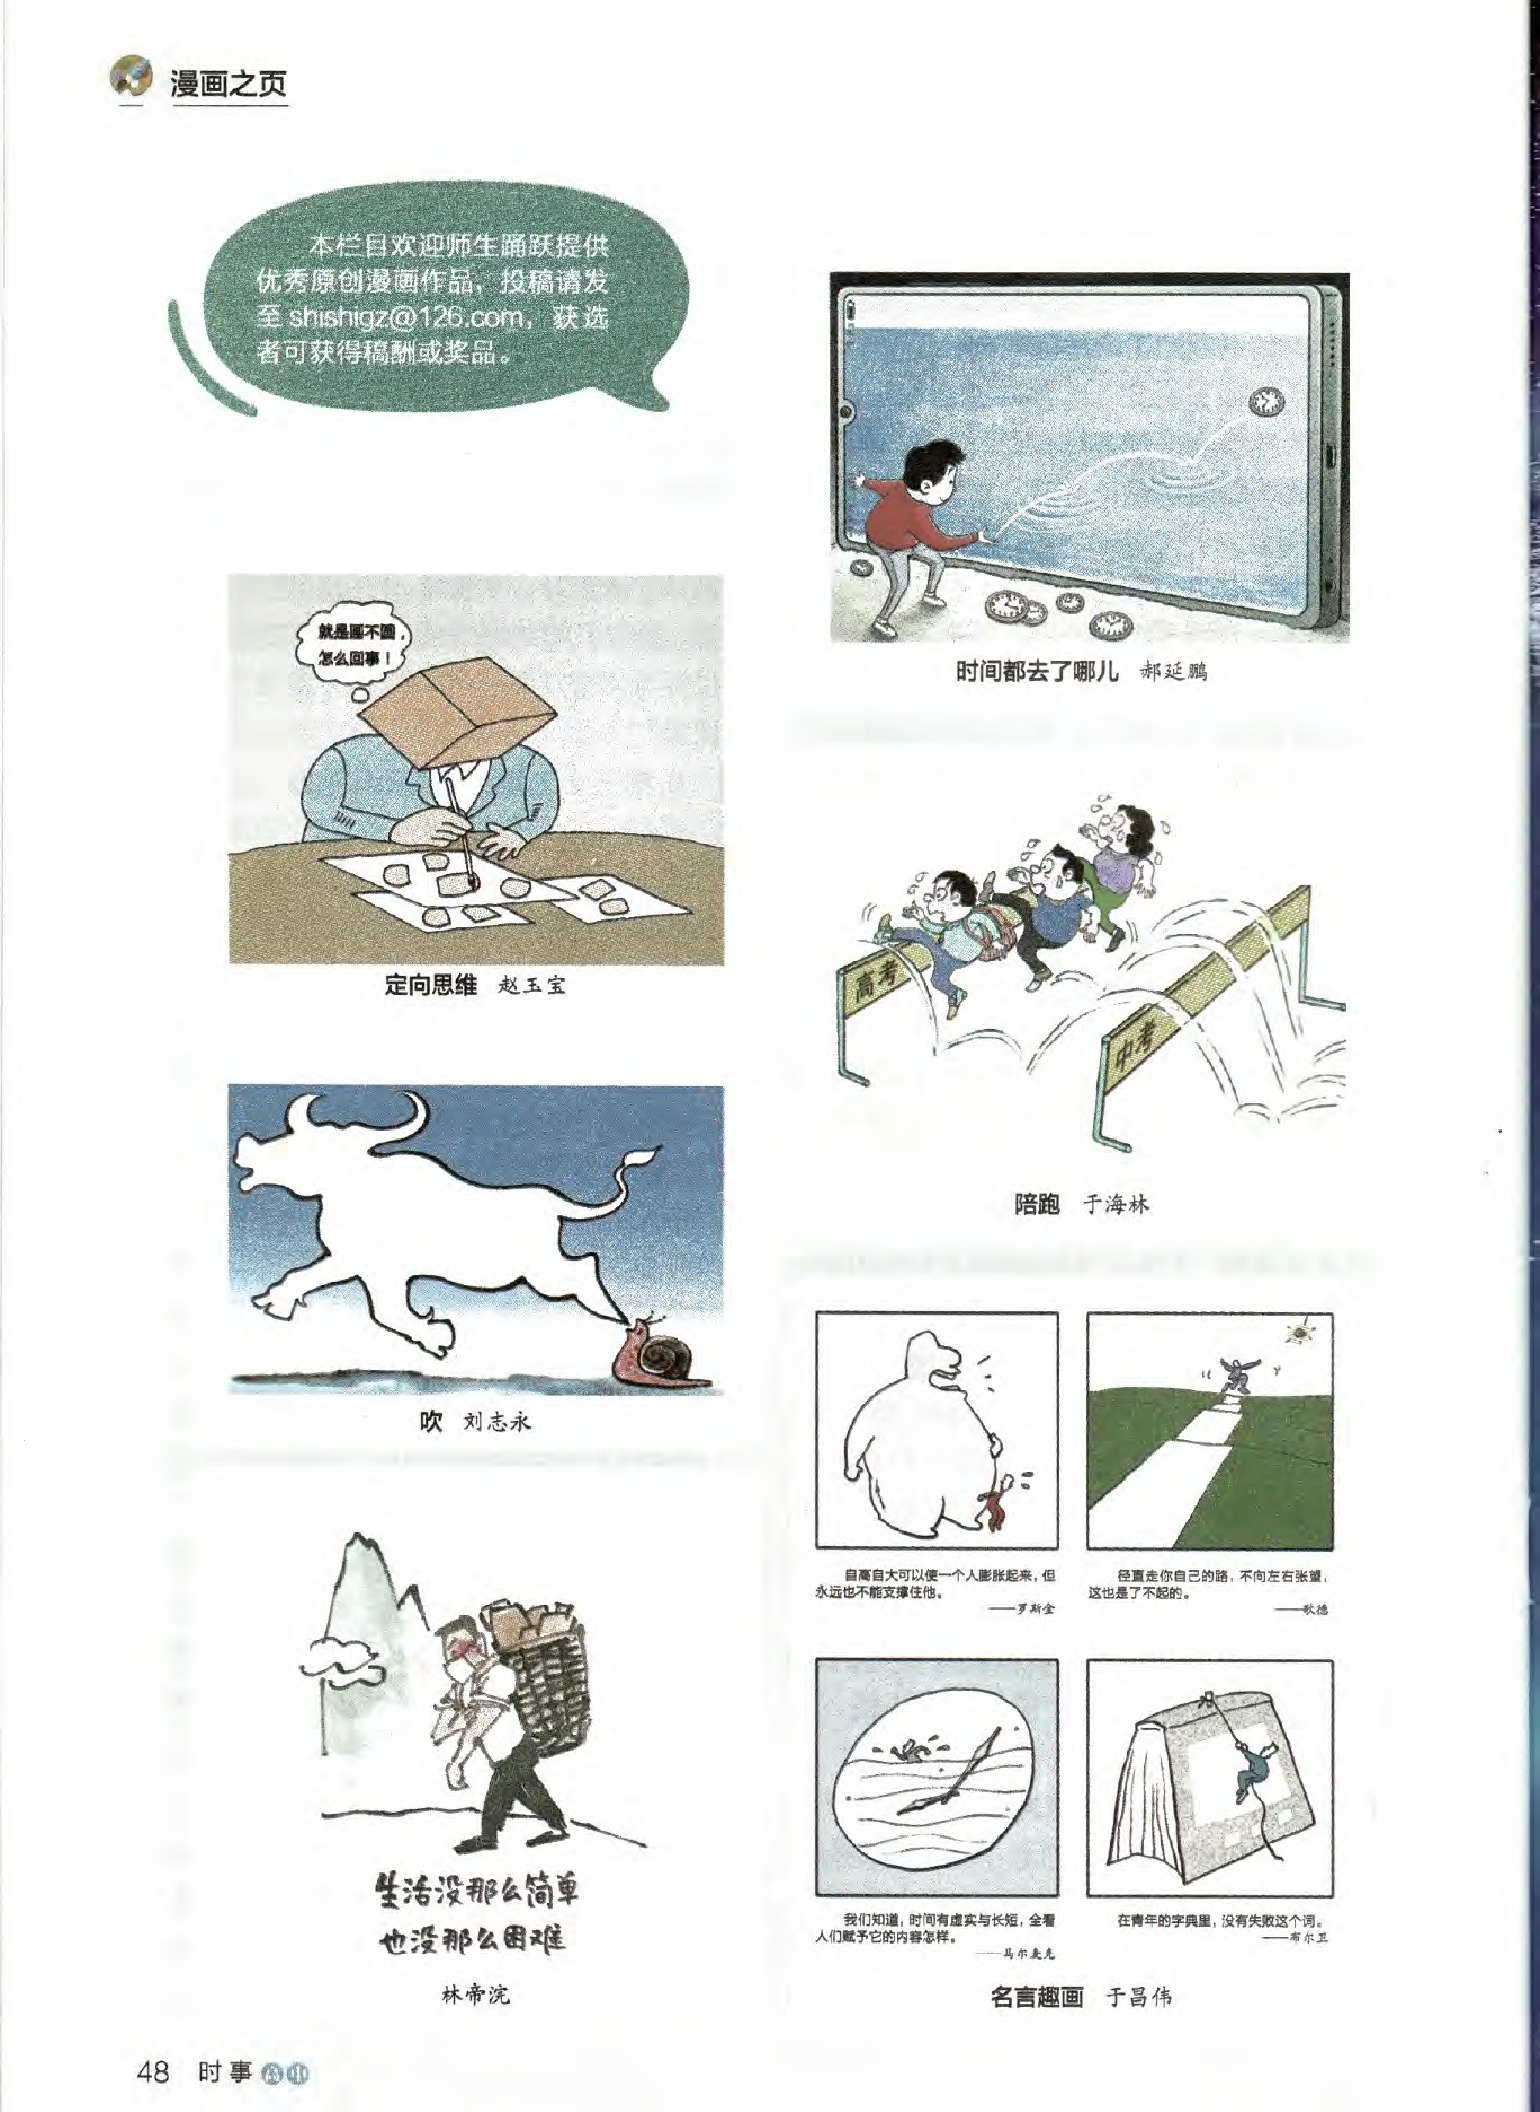 漫画之页
本栏目欢迎师生踊跃提供
优秀原创漫画作品，投稿请发
至 shishigz@126.com，获选
者可获得稿酬或奖品。
就是画不圆，
怎么回事！
定向思维 赵玉宝
吹 刘志永
生活没那么简单
也没那么困难
林帝浣
时间都去了哪儿 郝延鹏
高考
中考
陪跑 于海林
自高自大可以使一个人膨胀起来，但
永远也不能支撑住他。
——罗斯金
径直走你自己的路，不向左右张望，
这也是了不起的。
——歌德
我们知道，时间有虚实与长短，全看
人们赋予它的内容怎样。
——马尔麦克
在青年的字典里，没有失败这个词。
——布尔卫
名言趣画 于昌伟
48 时事高中